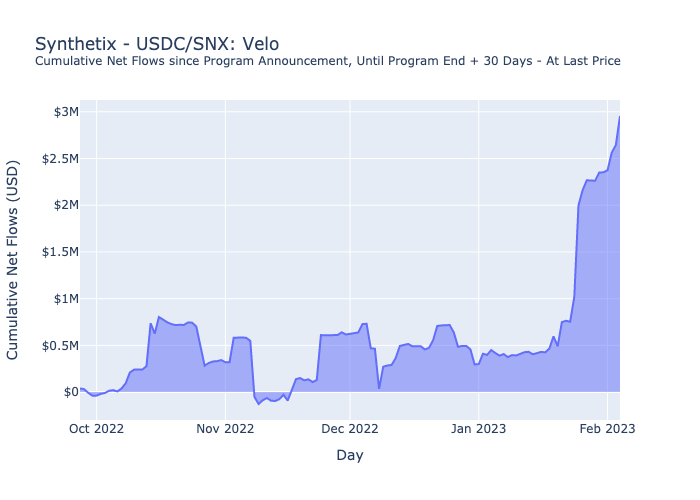 Synthetix - USDC/SNX: Velo
Cumulative Net Flows since Program Announcement, Until Program End + 30 Days - At Last Price
Cumulative Net Flows (USD)
$3M
$2.5M
$2M
$1.5M
$1M
$0.5M
$0
Oct 2022
Nov 2022
Dec 2022
Jan 2023
Feb 2023
Day